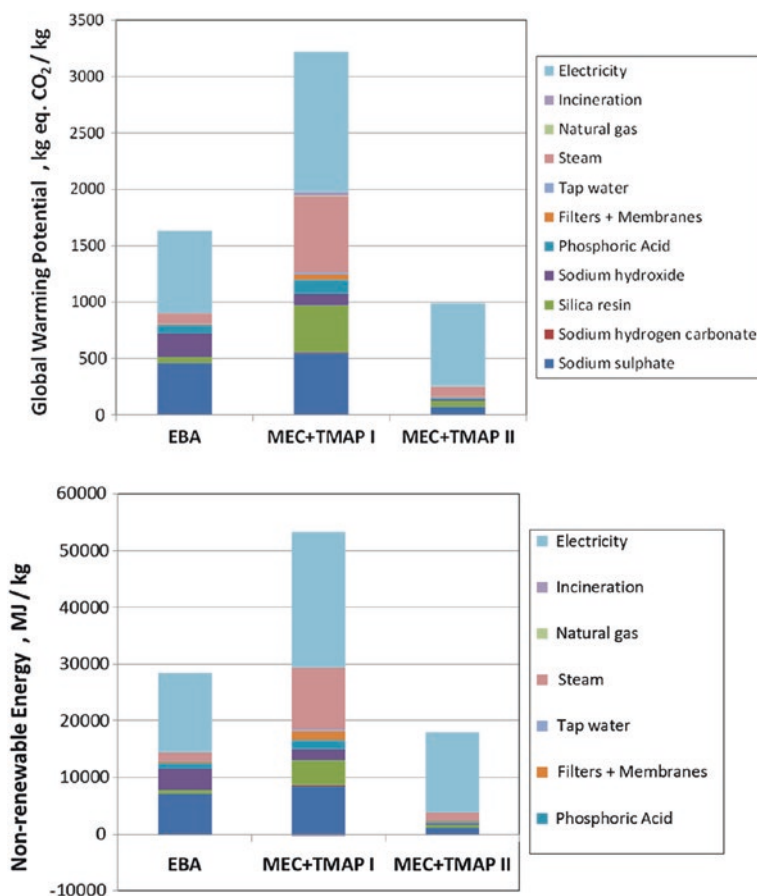 Global Warming Potential , kg eq. CO₂ / kg
3500
3000
2500
2000
1500
1000
500
0
EBA
MEC+TMAP I
MEC+TMAP II
Electricity
Incineration
Natural gas
Steam
Tap water
Filters + Membranes
Phosphoric Acid
Sodium hydroxide
Silica resin
Sodium hydrogen carbonate
Sodium sulphate
Non-renewable Energy , MJ / kg
60000
50000
40000
30000
20000
10000
0
-10000
EBA
MEC+TMAP I
MEC+TMAP II
Electricity
Incineration
Natural gas
Steam
Tap water
Filters + Membranes
Phosphoric Acid